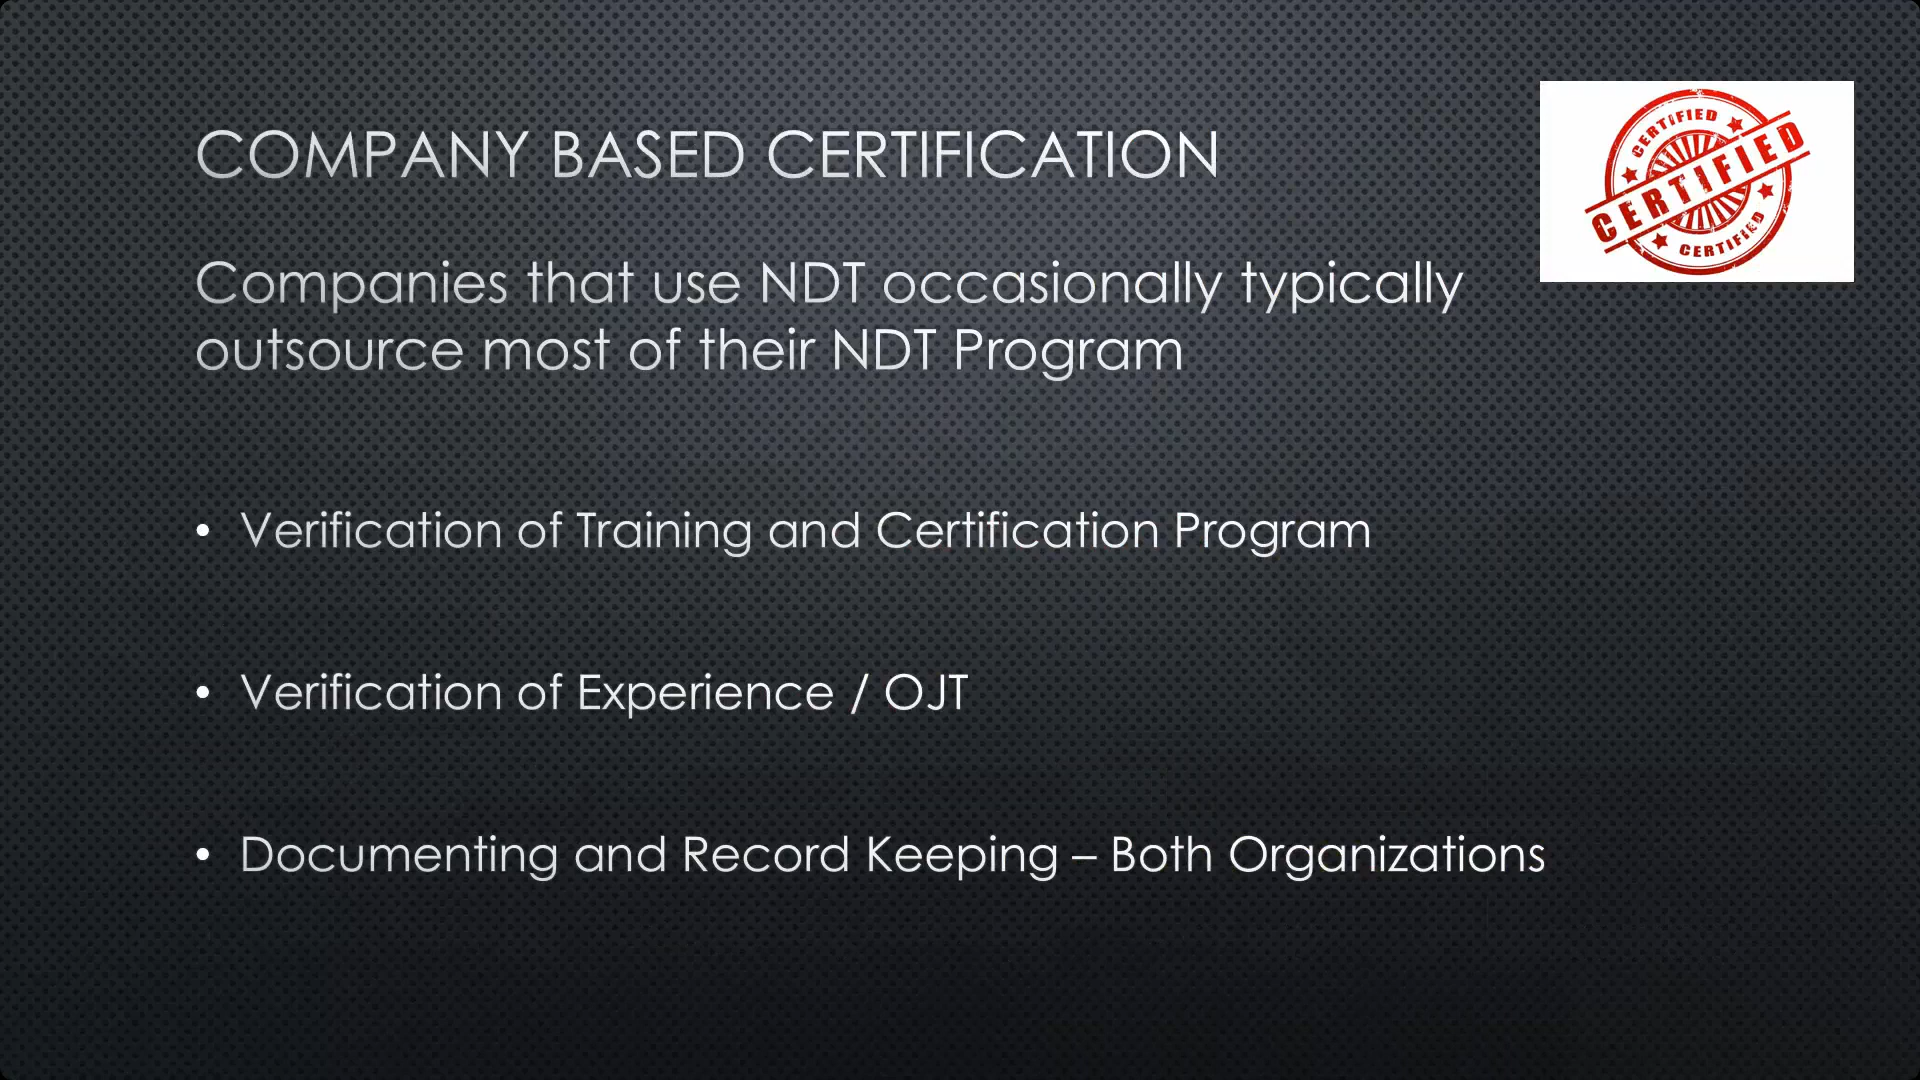 COMPANY BASED CERTIFICATION
CERTIFIED
CERTIFIED
CERTIFIED
Companies that use NDT occasionally typically
outsource most of their NDT Program
• Verification of Training and Certification Program
• Verification of Experience / OJT
• Documenting and Record Keeping – Both Organizations